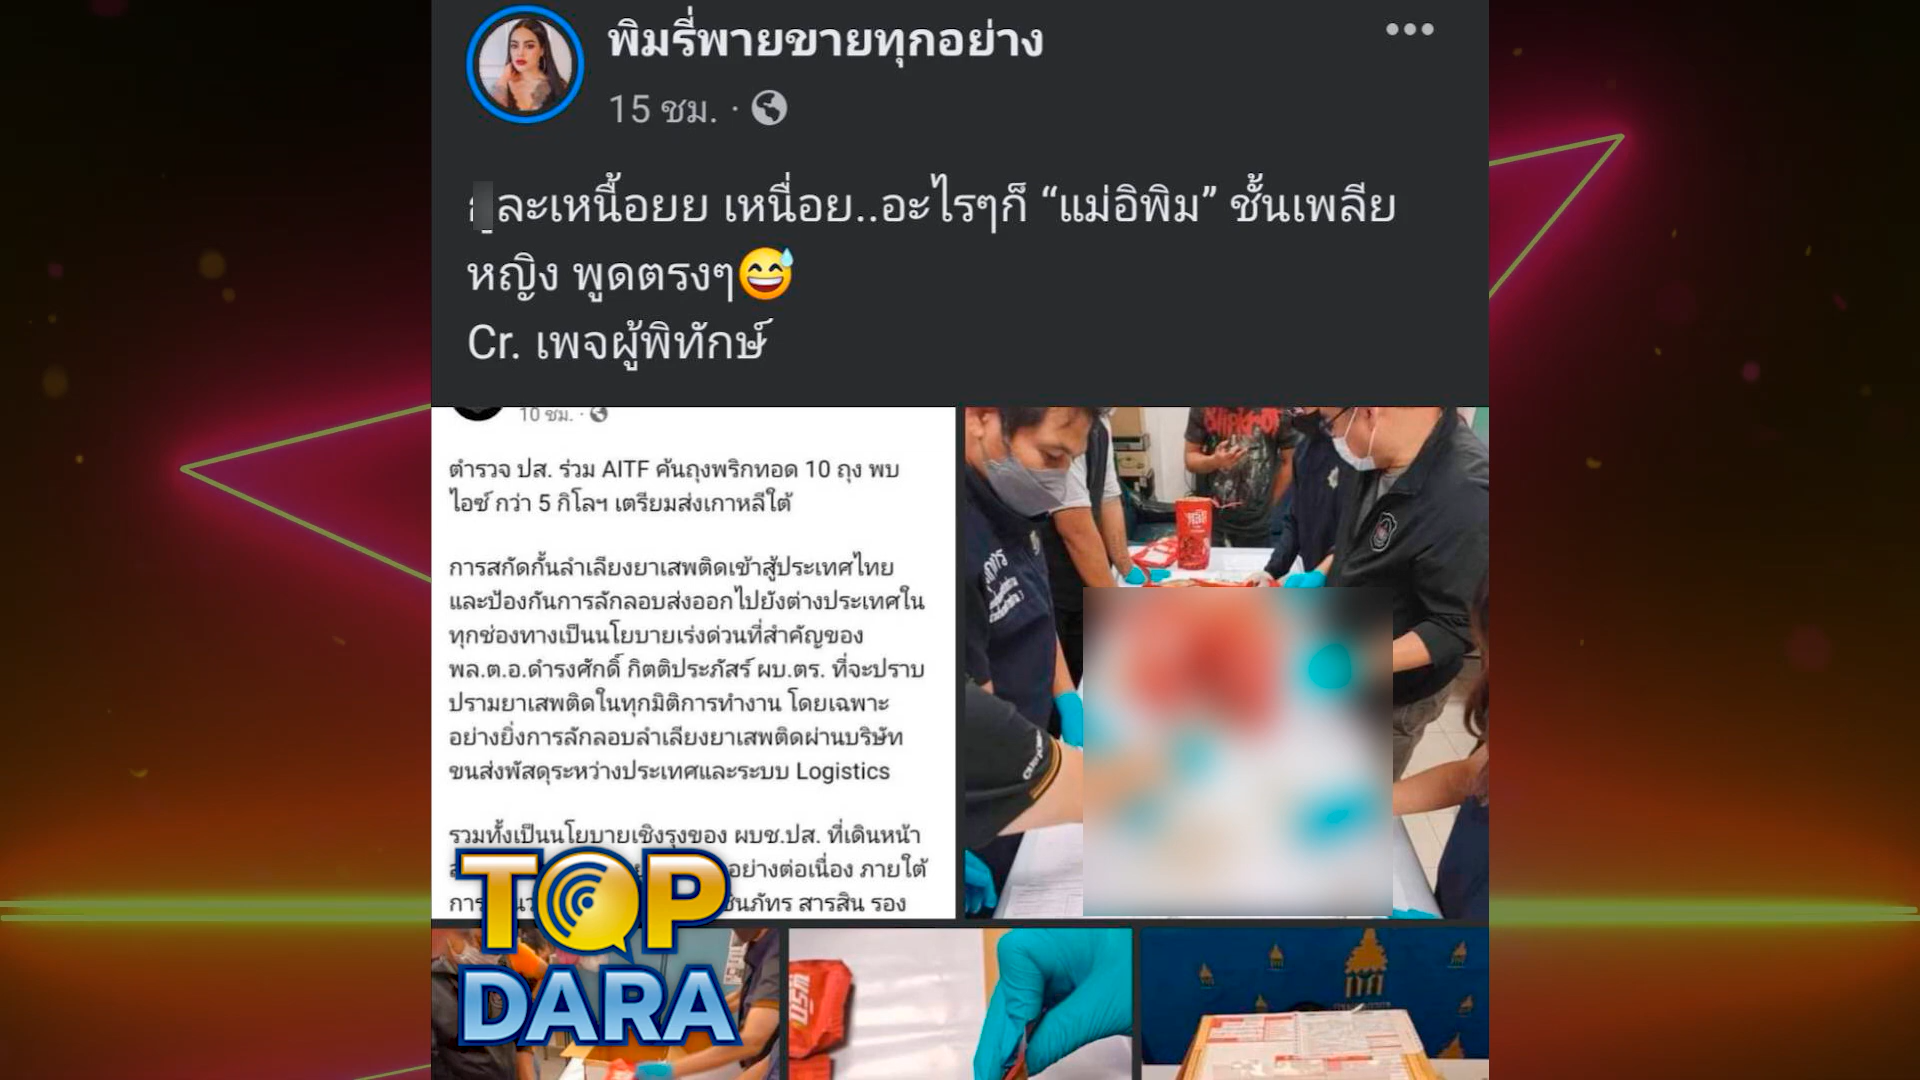 พิมรี่พายขายทุกอย่าง
15 ชม. ·
ละเหนื้อยย เหนื่อย..อะไรๆก็ “แม่อิพิม” ชั้นเพลีย
หญิง พูดตรงๆ😅
Cr. เพจผู้พิทักษ์
10 ชม. ·
ตำรวจ ปส. ร่วม AITF ค้นถุงพริกทอด 10 ถุง พบ
ไอซ์ กว่า 5 กิโลฯ เตรียมส่งเกาหลีใต้
การสกัดกั้นลำเลียงยาเสพติดเข้าสู้ประเทศไทย
และป้องกันการลักลอบส่งออกไปยังต่างประเทศใน
ทุกช่องทางเป็นนโยบายเร่งด่วนที่สำคัญของ
พล.ต.อ.ดำรงศักดิ์ กิตติประภัสร์ ผบ.ตร. ที่จะปราบ
ปรามยาเสพติดในทุกมิติการทำงาน โดยเฉพาะ
อย่างยิ่งการลักลอบลำเลียงยาเสพติดผ่านบริษัท
ขนส่งพัสดุระหว่างประเทศและระบบ Logistics
รวมทั้งเป็นนโยบายเชิงรุงของ ผบช.ปส. ที่เดินหน้า
อย่างต่อเนื่อง ภายใต้
สารสิน รอง
TOP
DARA